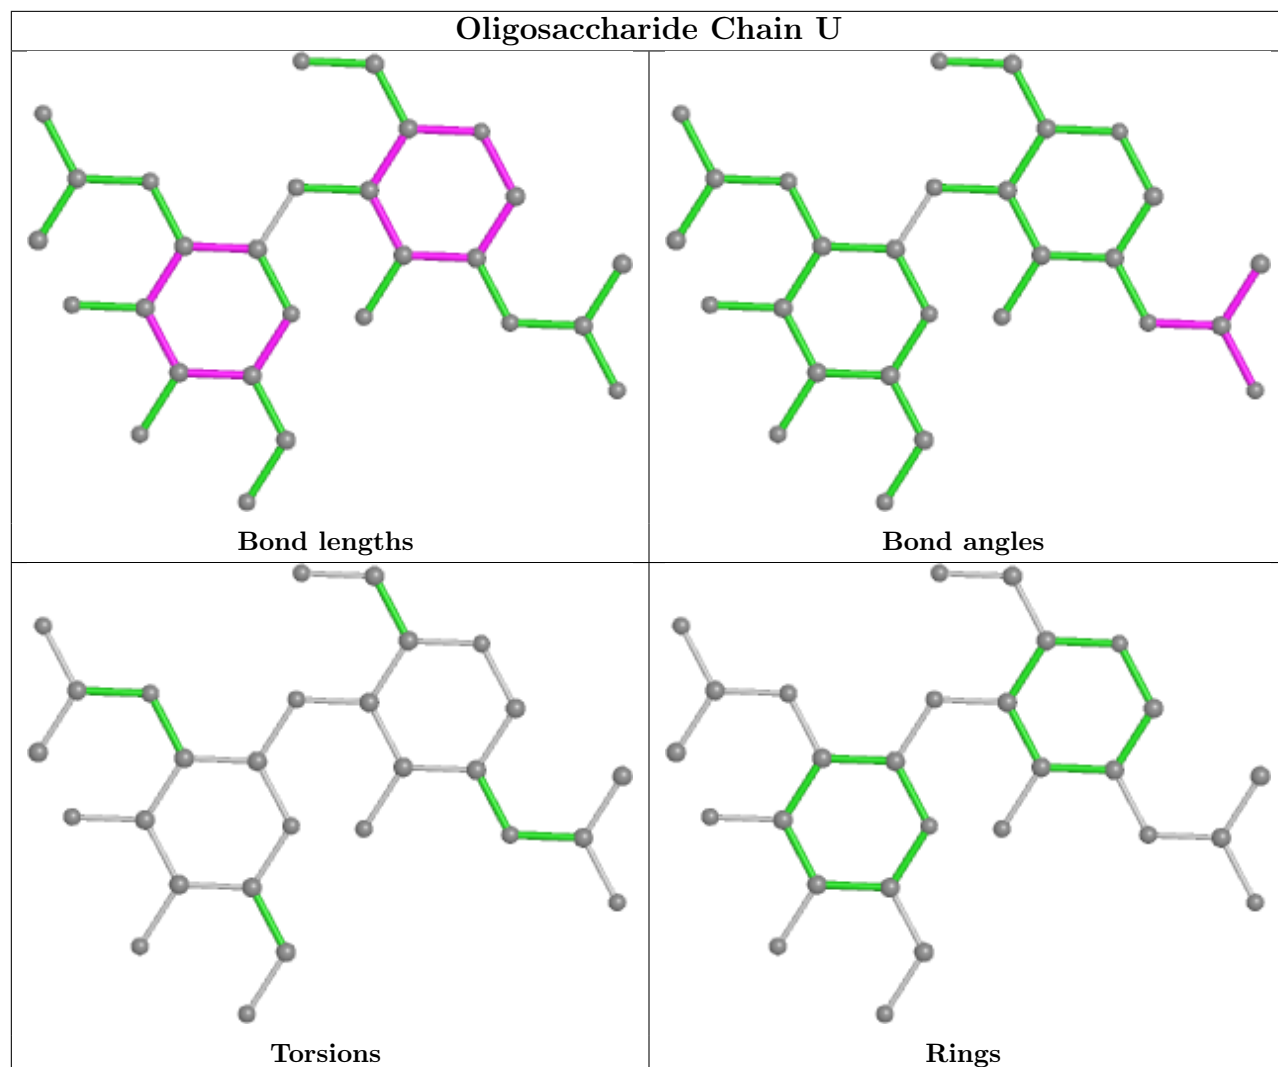 Oligosaccharide Chain U
Bond lengths
Bond angles
Torsions
Rings